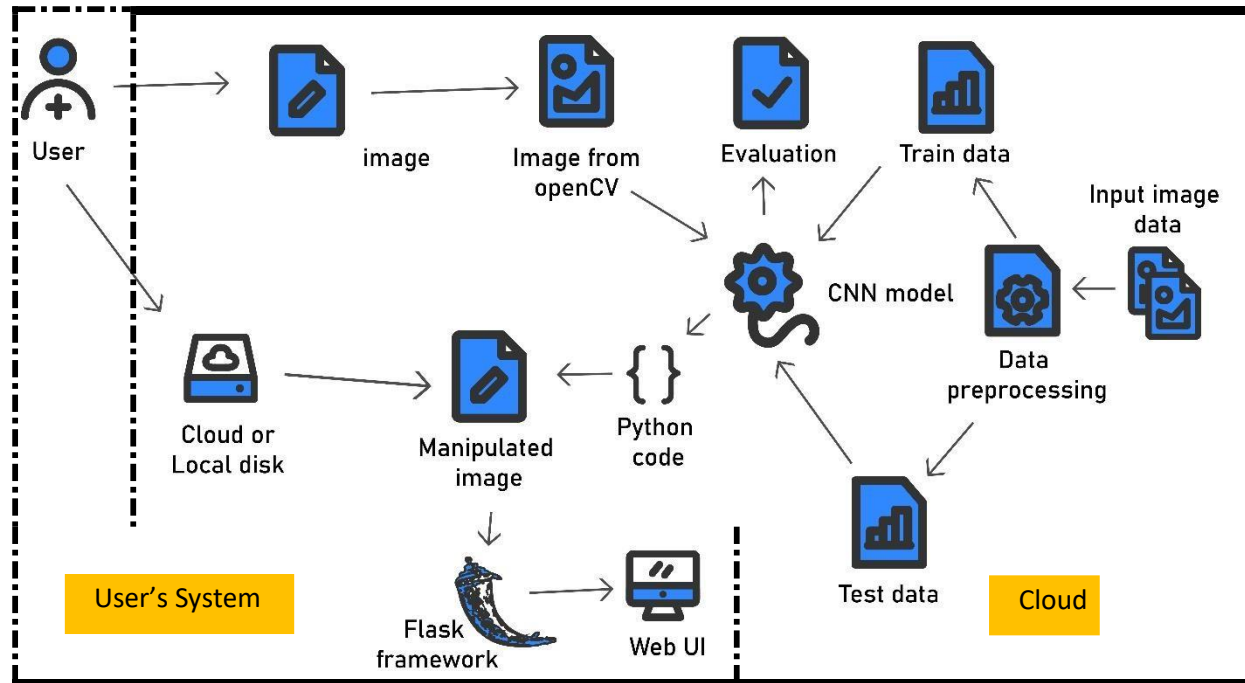 User
image
Image from
openCV
Evaluation
Train data
Input image
data
CNN model
Data
preprocessing
Cloud or
Local disk
Manipulated
image
{ }
Python
code
Test data
User's System
Flask
framework
Web UI
Cloud